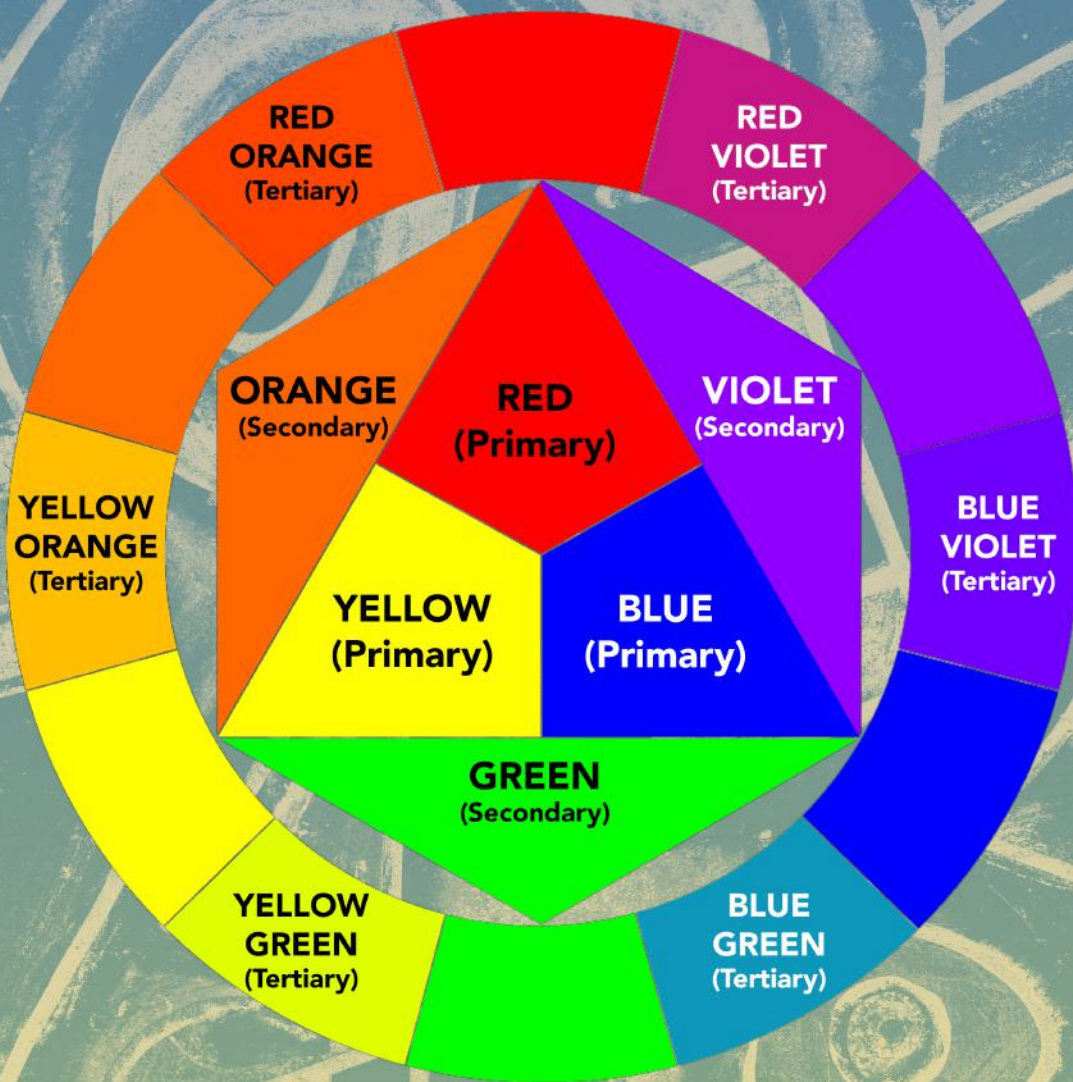 RED
ORANGE
(Tertiary)
RED
VIOLET
(Tertiary)
ORANGE
(Secondary)
RED
(Primary)
VIOLET
(Secondary)
YELLOW
ORANGE
(Tertiary)
BLUE
VIOLET
(Tertiary)
YELLOW
(Primary)
BLUE
(Primary)
GREEN
(Secondary)
YELLOW
GREEN
(Tertiary)
BLUE
GREEN
(Tertiary)